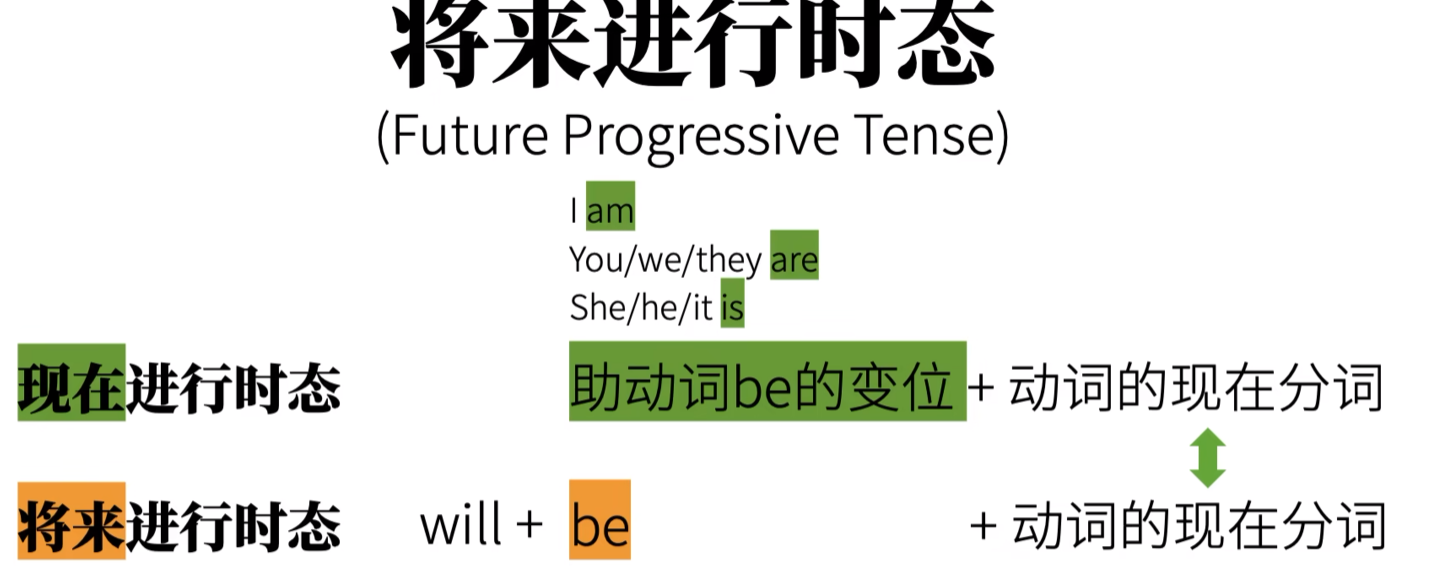 将来进行时态
(Future Progressive Tense)
I am
You/we/they are
She/he/it is
现在进行时态 助动词be的变位 + 动词的现在分词
将来进行时态 will + be + 动词的现在分词